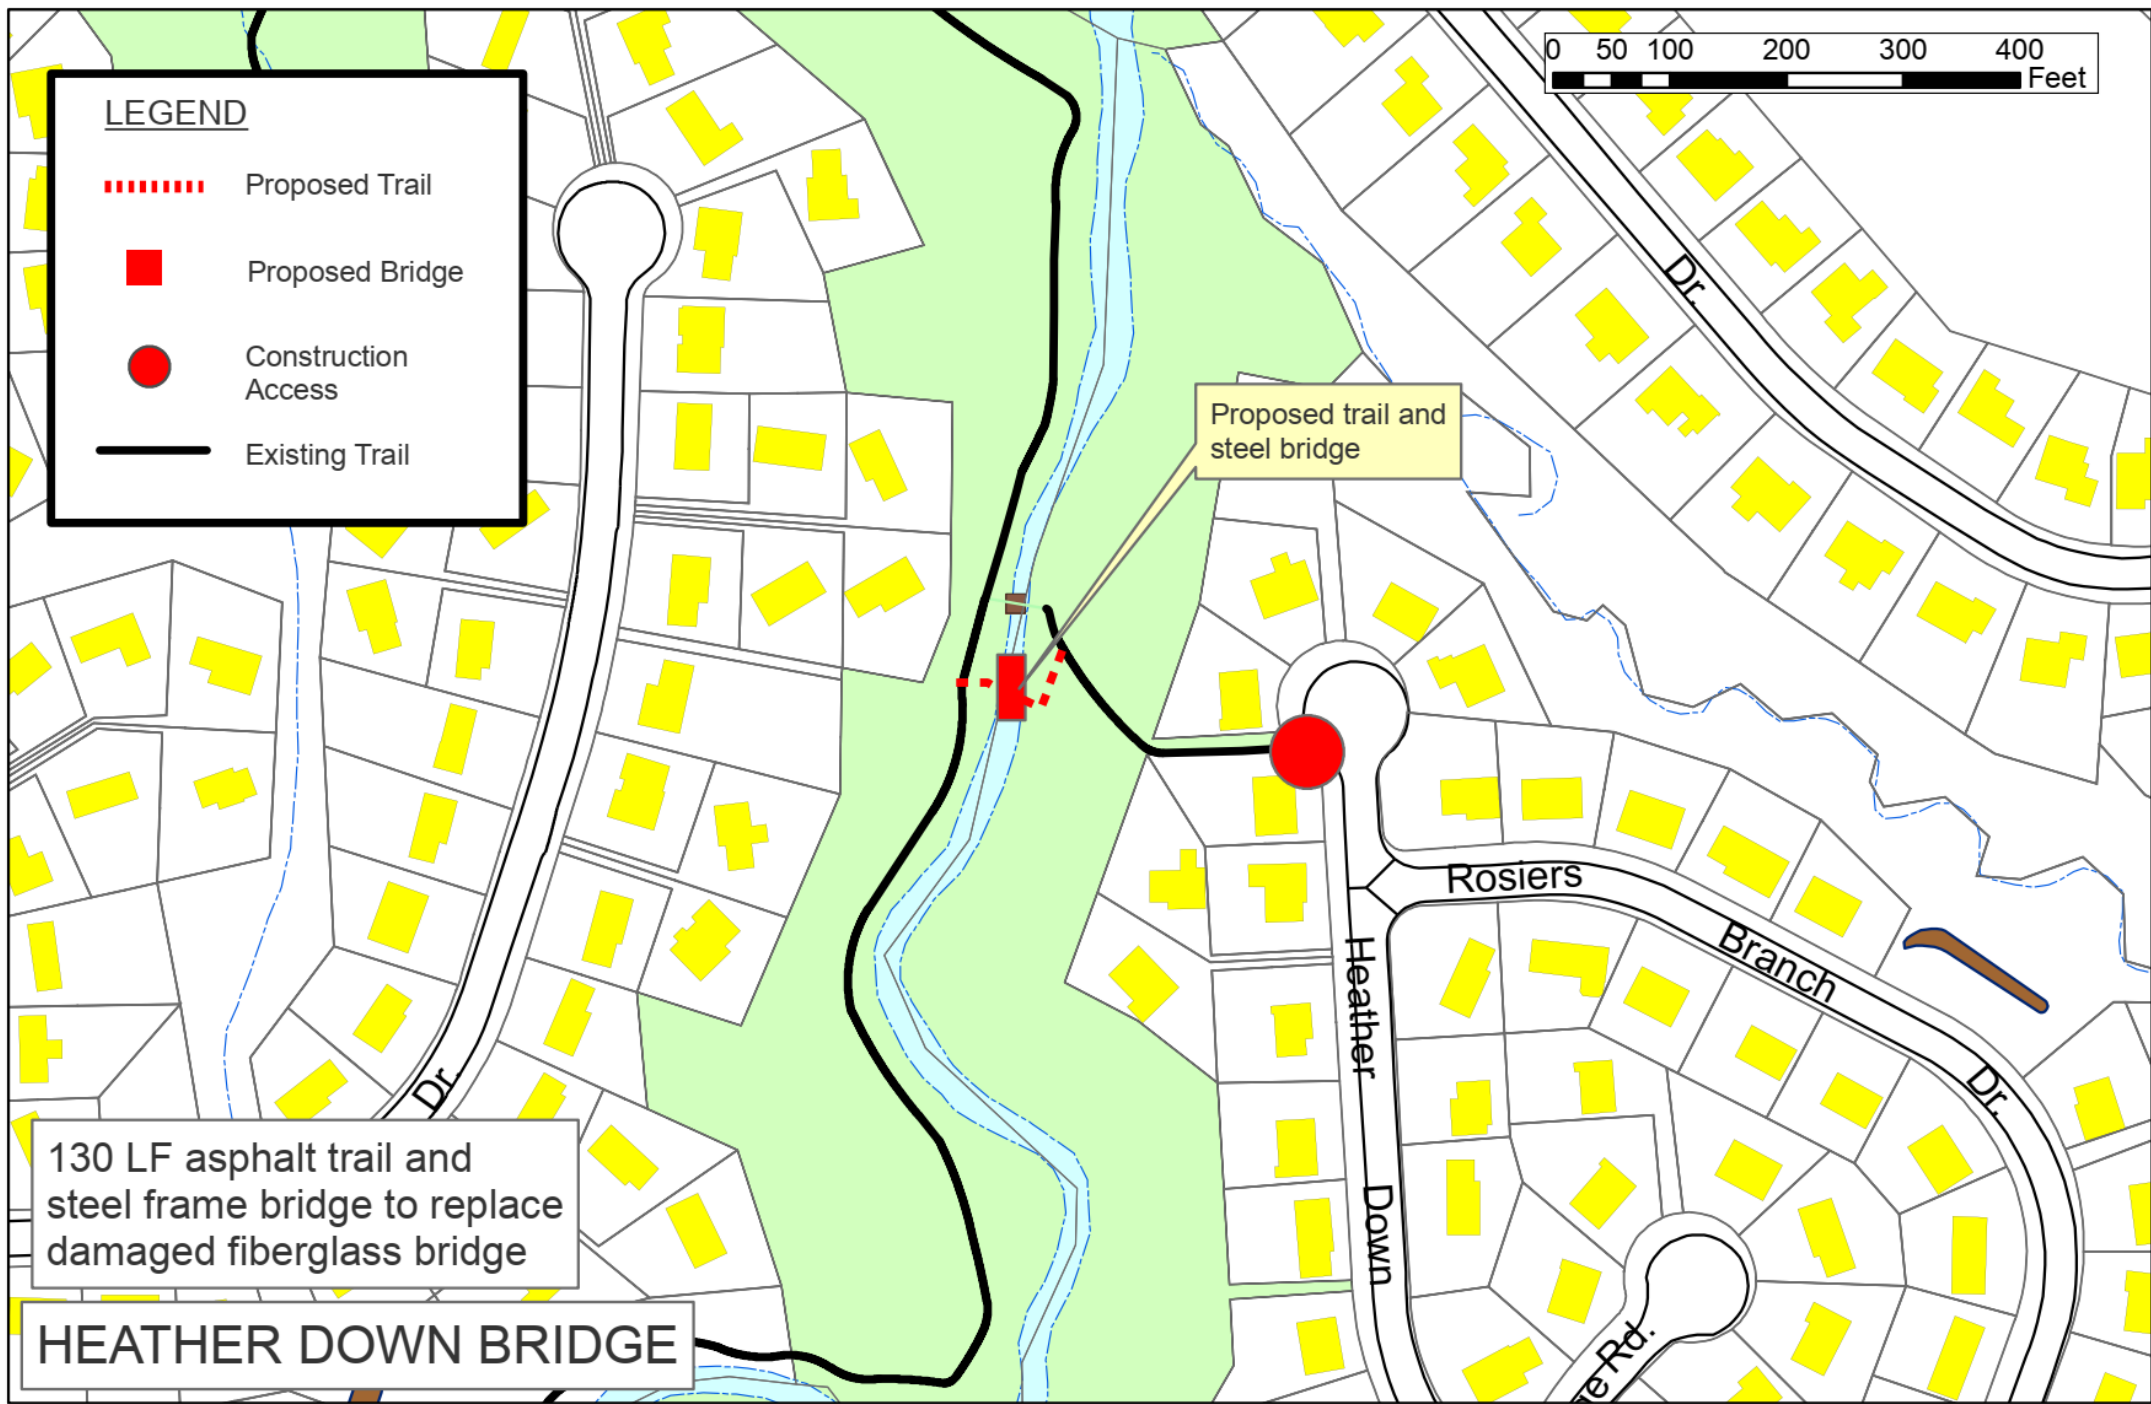 0 50 100 200 300 400
Feet
LEGEND
Proposed Trail
Proposed Bridge
Construction
Access
Existing Trail
Dr.
Proposed trail and
steel bridge
Rosiers
Branch
Dr.
Heather
Down
Dr.
130 LF asphalt trail and
steel frame bridge to replace
damaged fiberglass bridge
HEATHER DOWN BRIDGE
Rd.